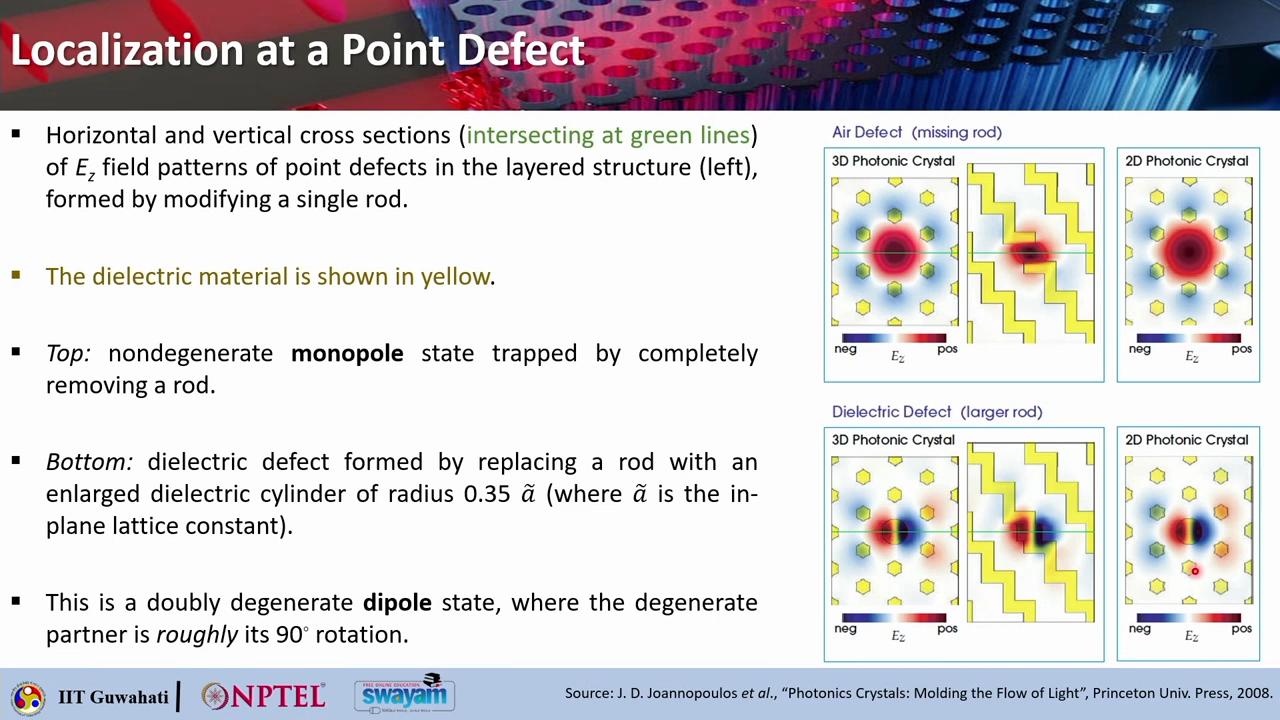 Localization at a Point Defect
▪ Horizontal and vertical cross sections (intersecting at green lines)
of Ez field patterns of point defects in the layered structure (left),
formed by modifying a single rod.
▪ The dielectric material is shown in yellow.
▪ Top: nondegenerate monopole state trapped by completely
removing a rod.
▪ Bottom: dielectric defect formed by replacing a rod with an
enlarged dielectric cylinder of radius 0.35 ã (where ã is the in-
plane lattice constant).
▪ This is a doubly degenerate dipole state, where the degenerate
partner is roughly its 90° rotation.
Air Defect (missing rod)
3D Photonic Crystal
2D Photonic Crystal
neg Ez pos
neg Ez pos
Dielectric Defect (larger rod)
3D Photonic Crystal
2D Photonic Crystal
neg Ez pos
neg Ez pos
IIT Guwahati
NPTEL
FREE ONLINE EDUCATION
swayam
Source: J. D. Joannopoulos et al., “Photonics Crystals: Molding the Flow of Light”, Princeton Univ. Press, 2008.